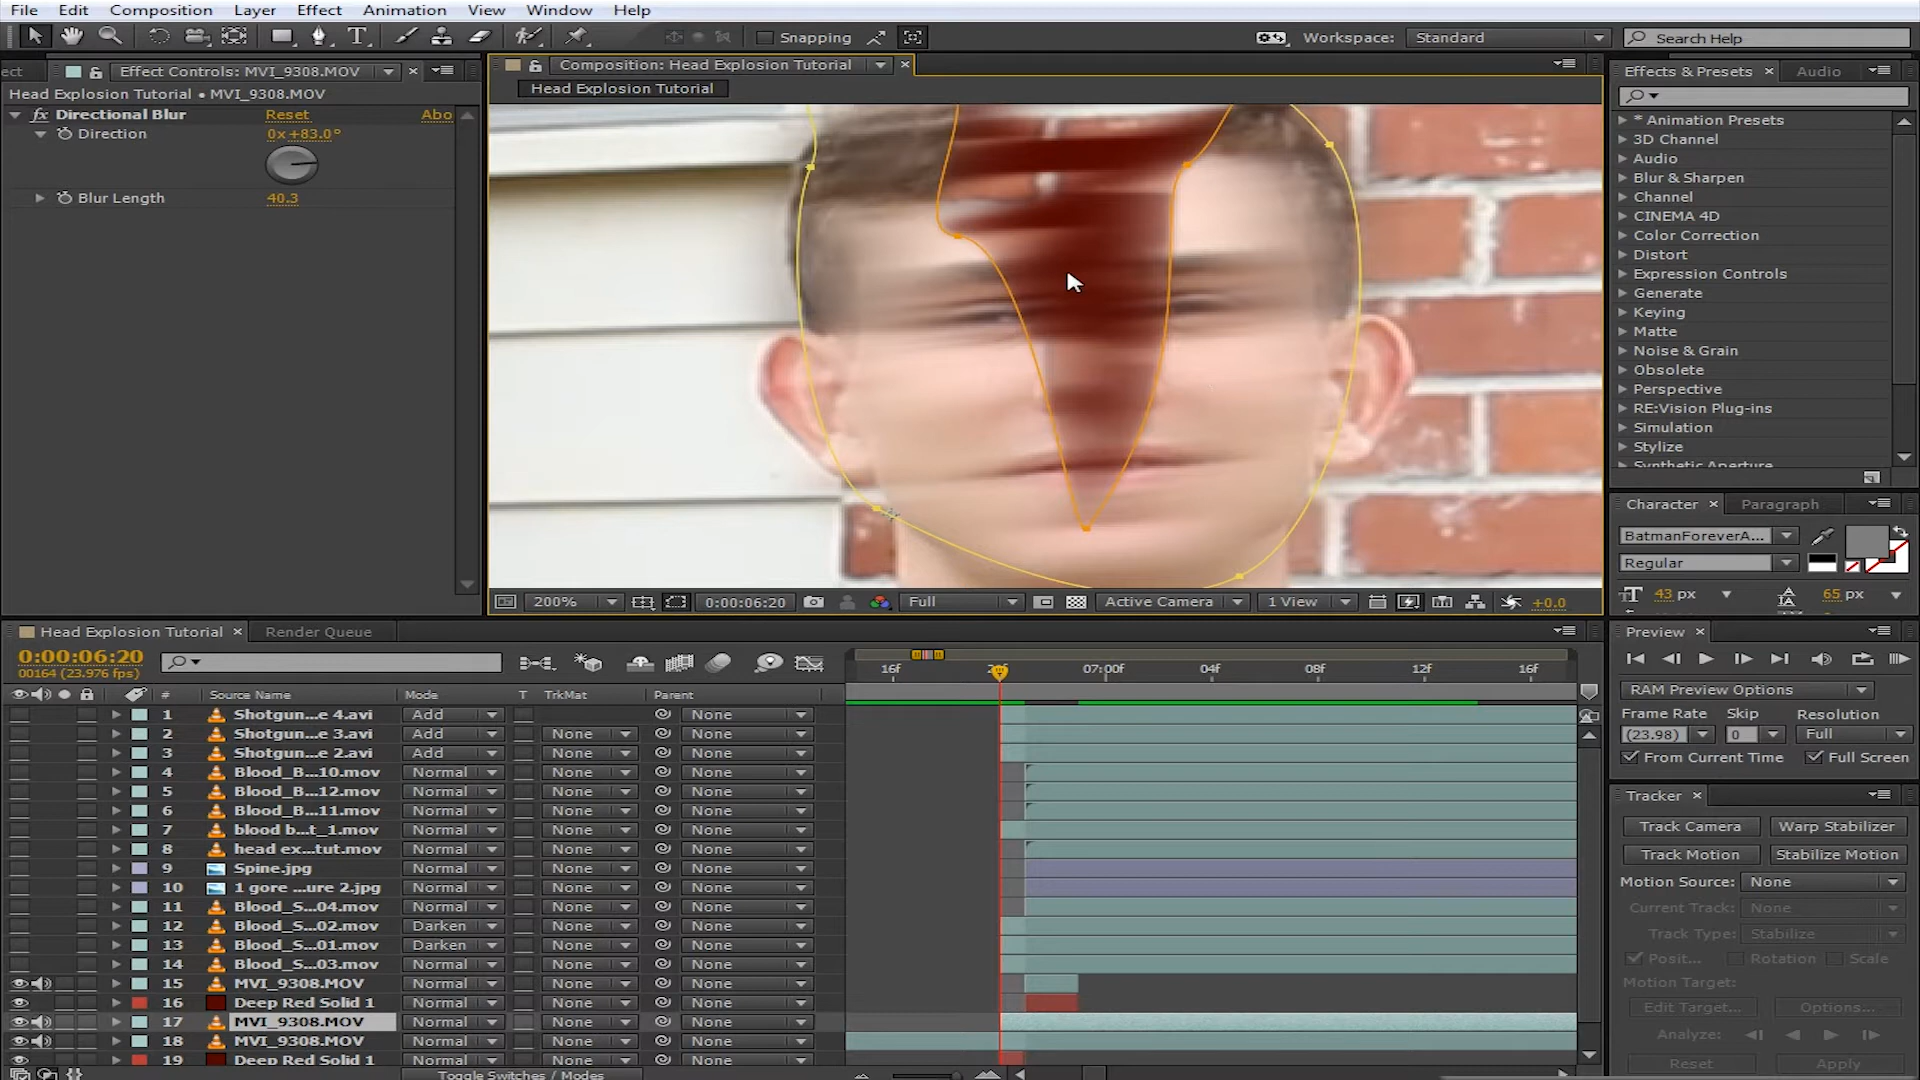 File Edit Composition Layer Effect Animation View Window Help
Snapping Workspace: Standard Search Help
ect Effect Controls: MVI_9308.MOV
Head Explosion Tutorial • MVI_9308.MOV
fx Directional Blur Reset Abo
Direction 0x+83.0°
Blur Length 40.3
Composition: Head Explosion Tutorial
Head Explosion Tutorial
200% 0:00:06:20 Full Active Camera 1 View +0.0
Effects & Presets Audio
* Animation Presets
3D Channel
Audio
Blur & Sharpen
Channel
CINEMA 4D
Color Correction
Distort
Expression Controls
Generate
Keying
Matte
Noise & Grain
Obsolete
Perspective
RE:Vision Plug-ins
Simulation
Stylize
Synthetic Aperture
Character Paragraph
BatmanForeverA...
Regular
43 px 65 px
Head Explosion Tutorial Render Queue
0:00:06:20
00164 (23.976 fps)
16f 07:00f 04f 08f 12f 16f
# Source Name Mode T TrkMat Parent
1 Shotgun...e 4.avi Add None
2 Shotgun...e 3.avi Add None None
3 Shotgun...e 2.avi Add None None
4 Blood_B...10.mov Normal None None
5 Blood_B...12.mov Normal None None
6 Blood_B...11.mov Normal None None
7 blood b...t_1.mov Normal None None
8 head ex...tut.mov Normal None None
9 Spine.jpg Normal None None
10 1 gore ...ure 2.jpg Normal None None
11 Blood_S...04.mov Normal None None
12 Blood_S...02.mov Darken None None
13 Blood_S...01.mov Darken None None
14 Blood_S...03.mov Normal None None
15 MVI_9308.MOV Normal None None
16 Deep Red Solid 1 Normal None None
17 MVI_9308.MOV Normal None None
18 MVI_9308.MOV Normal None None
19 Deep Red Solid 1 Normal None None
Toggle Switches / Modes
Preview
RAM Preview Options
Frame Rate Skip Resolution
(23.98) 0 Full
From Current Time Full Screen
Tracker
Track Camera Warp Stabilizer
Track Motion Stabilize Motion
Motion Source: None
Current Track: None
Track Type: Stabilize
Posit... Rotation Scale
Motion Target:
Edit Target... Options...
Analyze:
Reset Apply